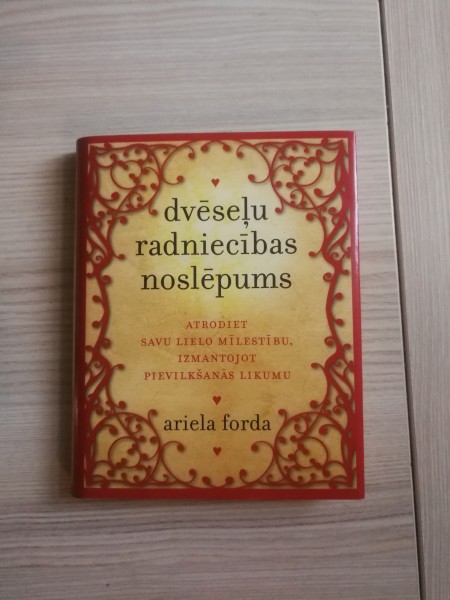 dvēseļu
radniecības
noslēpums
ATRODIET
SAVU LIELO MĪLESTĪBU,
IZMANTOJOT
PIEVILKŠANĀS LIKUMU
ariela forda